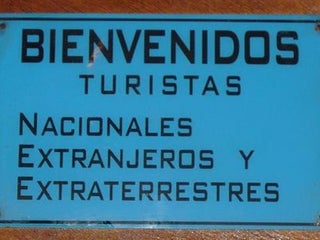 BIENVENIDOS
TURISTAS
NACIONALES
EXTRANJEROS Y
EXTRATERRESTRES